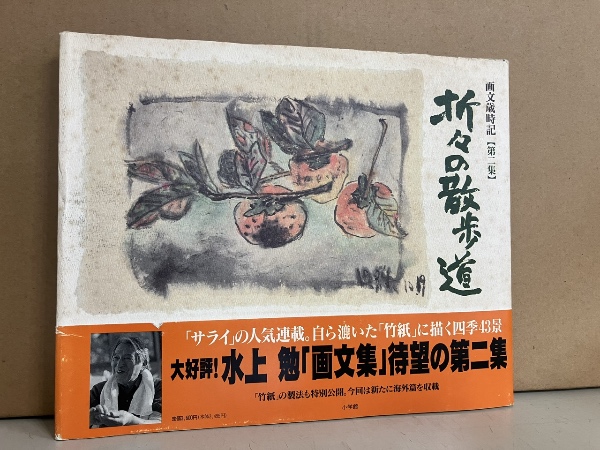 画文歳時記【第二集】
折々の散歩道
「サライ」の人気連載。自ら漉いた「竹紙」に描く四季43景
大好評!水上 勉「画文集」待望の第二集
「竹紙」の製法も特別公開。今回は新たに海外篇を収載
小学館